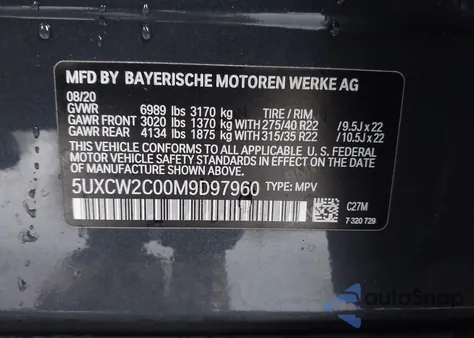 MFD BY BAYERISCHE MOTOREN WERKE AG
08/20
GVWR 6989 lbs 3170 kg TIRE / RIM
GAWR FRONT 3020 lbs 1370 kg WITH 275/40 R22 /9.5J x 22
GAWR REAR 4134 lbs 1875 kg WITH 315/35 R22 /10.5J x 22
THIS VEHICLE CONFORMS TO ALL APPLICABLE U.S. FEDERAL
MOTOR VEHICLE SAFETY STANDARDS IN EFFECT ON THE DATE
OF MANUFACTURE SHOWN ABOVE.
5UXCW2C00M9D97960 TYPE: MPV
C27M
7 320 729
autoSnap